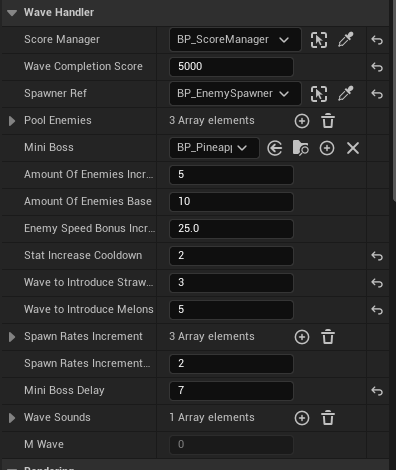 Wave Handler
Score Manager BP_ScoreManager
Wave Completion Score 5000
Spawner Ref BP_EnemySpawner
Pool Enemies 3 Array elements
Mini Boss BP_Pineap
Amount Of Enemies Incr... 5
Amount Of Enemies Base 10
Enemy Speed Bonus Incr... 25.0
Stat Increase Cooldown 2
Wave to Introduce Straw... 3
Wave to Introduce Melons 5
Spawn Rates Increment 3 Array elements
Spawn Rates Increment... 2
Mini Boss Delay 7
Wave Sounds 1 Array elements
M Wave 0
Rendering